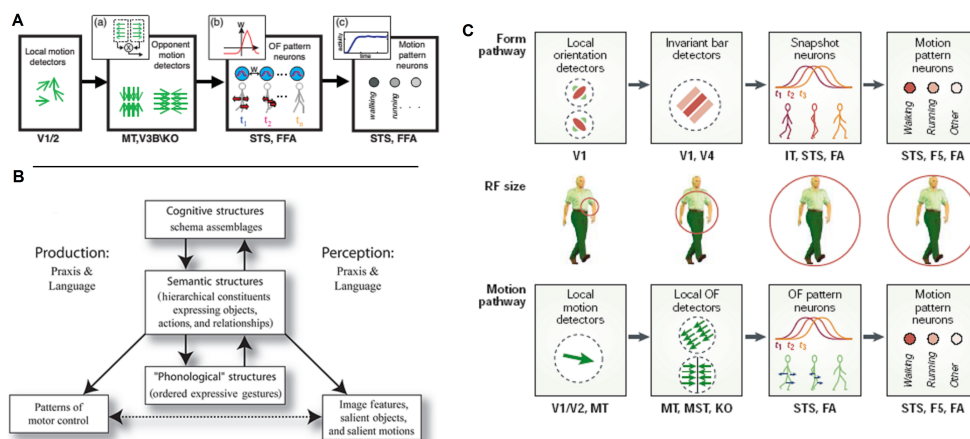 A
(a)
(b)
W
(c)
activity
time
Local motion
detectors
Opponent
motion
detectors
OF pattern
neurons
W
t1 t2 tn
Motion
pattern
neurons
walking
running
. . .
V1/2
MT,V3B\KO
STS, FFA
STS, FFA
B
Cognitive structures
schema assemblages
Production:
Praxis &
Language
Perception:
Praxis &
Language
Semantic structures
(hierarchical constituents
expressing objects,
actions, and relationships)
"Phonological" structures
(ordered expressive gestures)
Patterns of
motor control
Image features,
salient objects,
and salient motions
C
Form
pathway
Local
orientation
detectors
Invariant bar
detectors
Snapshot
neurons
t1 t2 t3
Motion
pattern
neurons
Walking
Running
Other
V1
V1, V4
IT, STS, FA
STS, F5, FA
RF size
Motion
pathway
Local
motion
detectors
Local OF
detectors
OF pattern
neurons
t1 t2 t3
Motion
pattern
neurons
Walking
Running
Other
V1/V2, MT
MT, MST, KO
STS, FA
STS, F5, FA